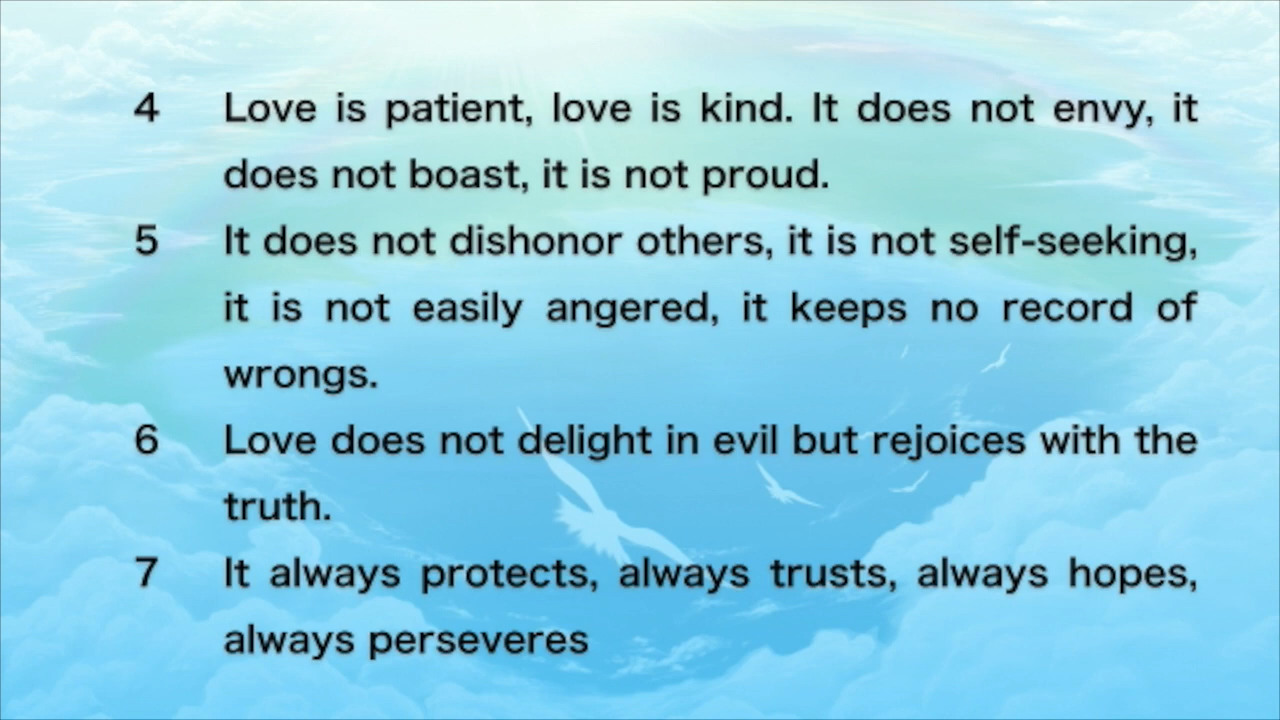 4 Love is patient, love is kind. It does not envy, it
does not boast, it is not proud.
5 It does not dishonor others, it is not self-seeking,
it is not easily angered, it keeps no record of
wrongs.
6 Love does not delight in evil but rejoices with the
truth.
7 It always protects, always trusts, always hopes,
always perseveres